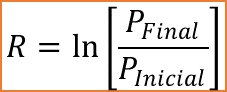 R = ln [ P_Final / P_Inicial ]